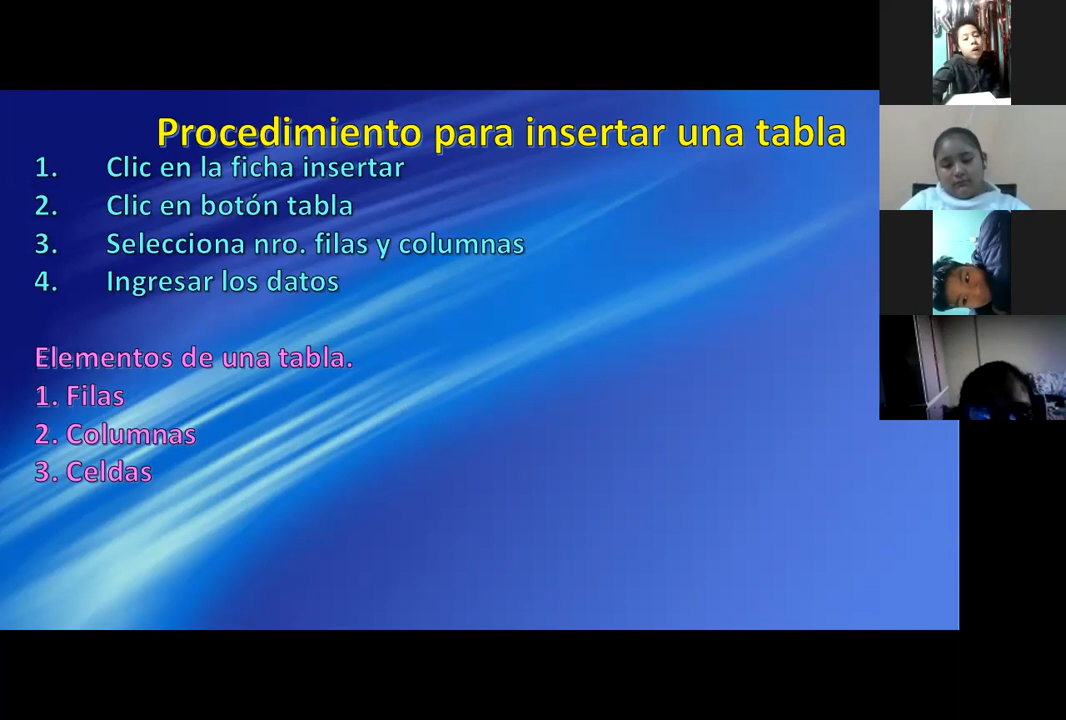 Procedimiento para insertar una tabla
1. Clic en la ficha insertar
2. Clic en botón tabla
3. Selecciona nro. filas y columnas
4. Ingresar los datos
Elementos de una tabla.
1. Filas
2. Columnas
3. Celdas